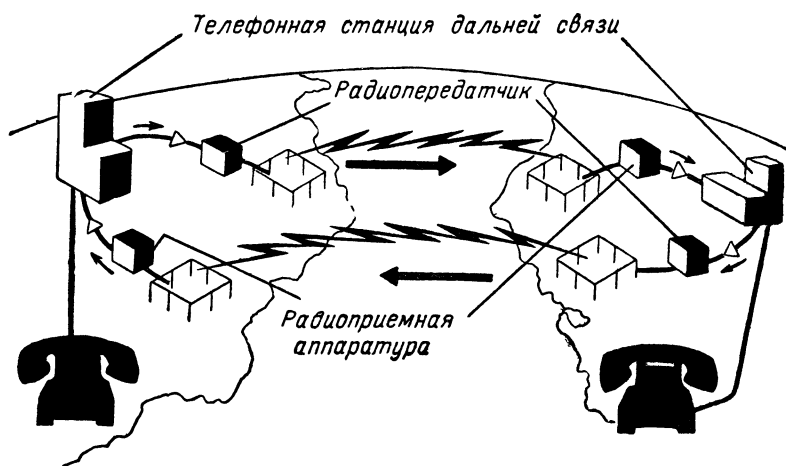 Телефонная станция дальней связи
Радиопередатчик
Радиоприемная
аппаратура